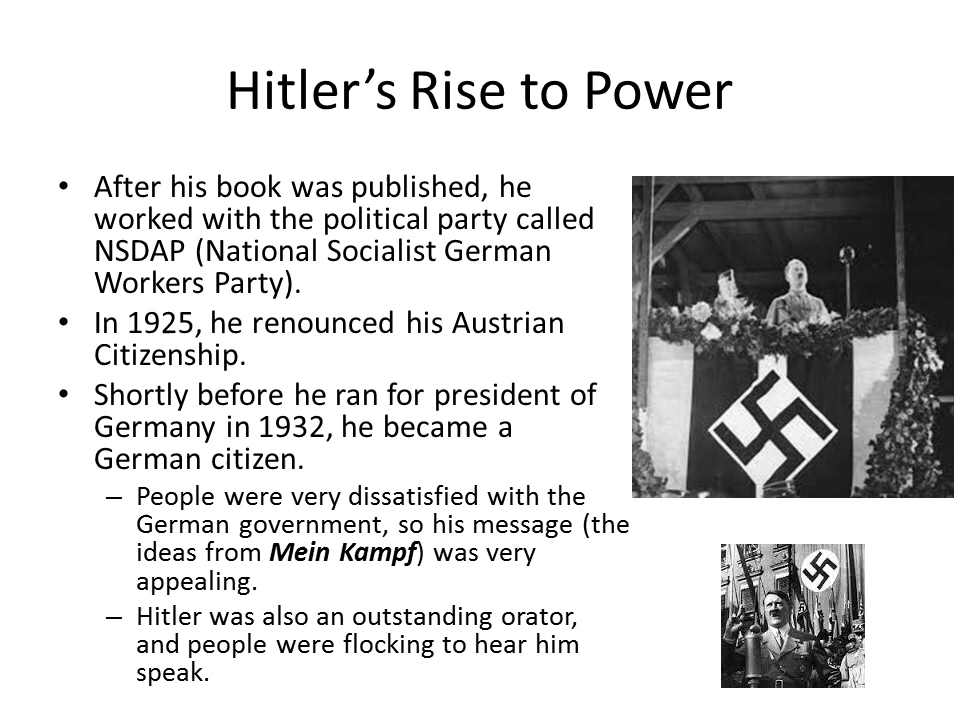 Hitler’s Rise to Power
• After his book was published, he
worked with the political party called
NSDAP (National Socialist German
Workers Party).
• In 1925, he renounced his Austrian
Citizenship.
• Shortly before he ran for president of
Germany in 1932, he became a
German citizen.
– People were very dissatisfied with the
German government, so his message (the
ideas from Mein Kampf) was very
appealing.
– Hitler was also an outstanding orator,
and people were flocking to hear him
speak.